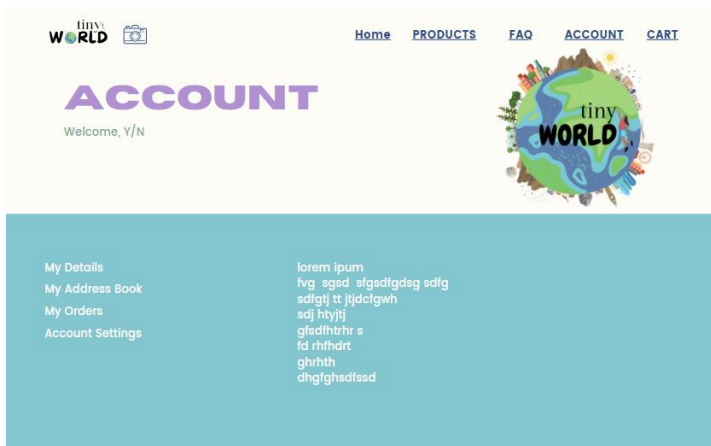 tiny
WORLD
Home PRODUCTS FAQ ACCOUNT CART
ACCOUNT
Welcome, Y/N
tiny
WORLD
My Details
My Address Book
My Orders
Account Settings
lorem ipum
fvg sgsd sfgsdfgdsg sdfg
sdfgtj tt jtjdcfgwh
sdj htyjtj
gfsdfhtrhr s
fd rhfhdrt
ghrhth
dhgfghsdfssd